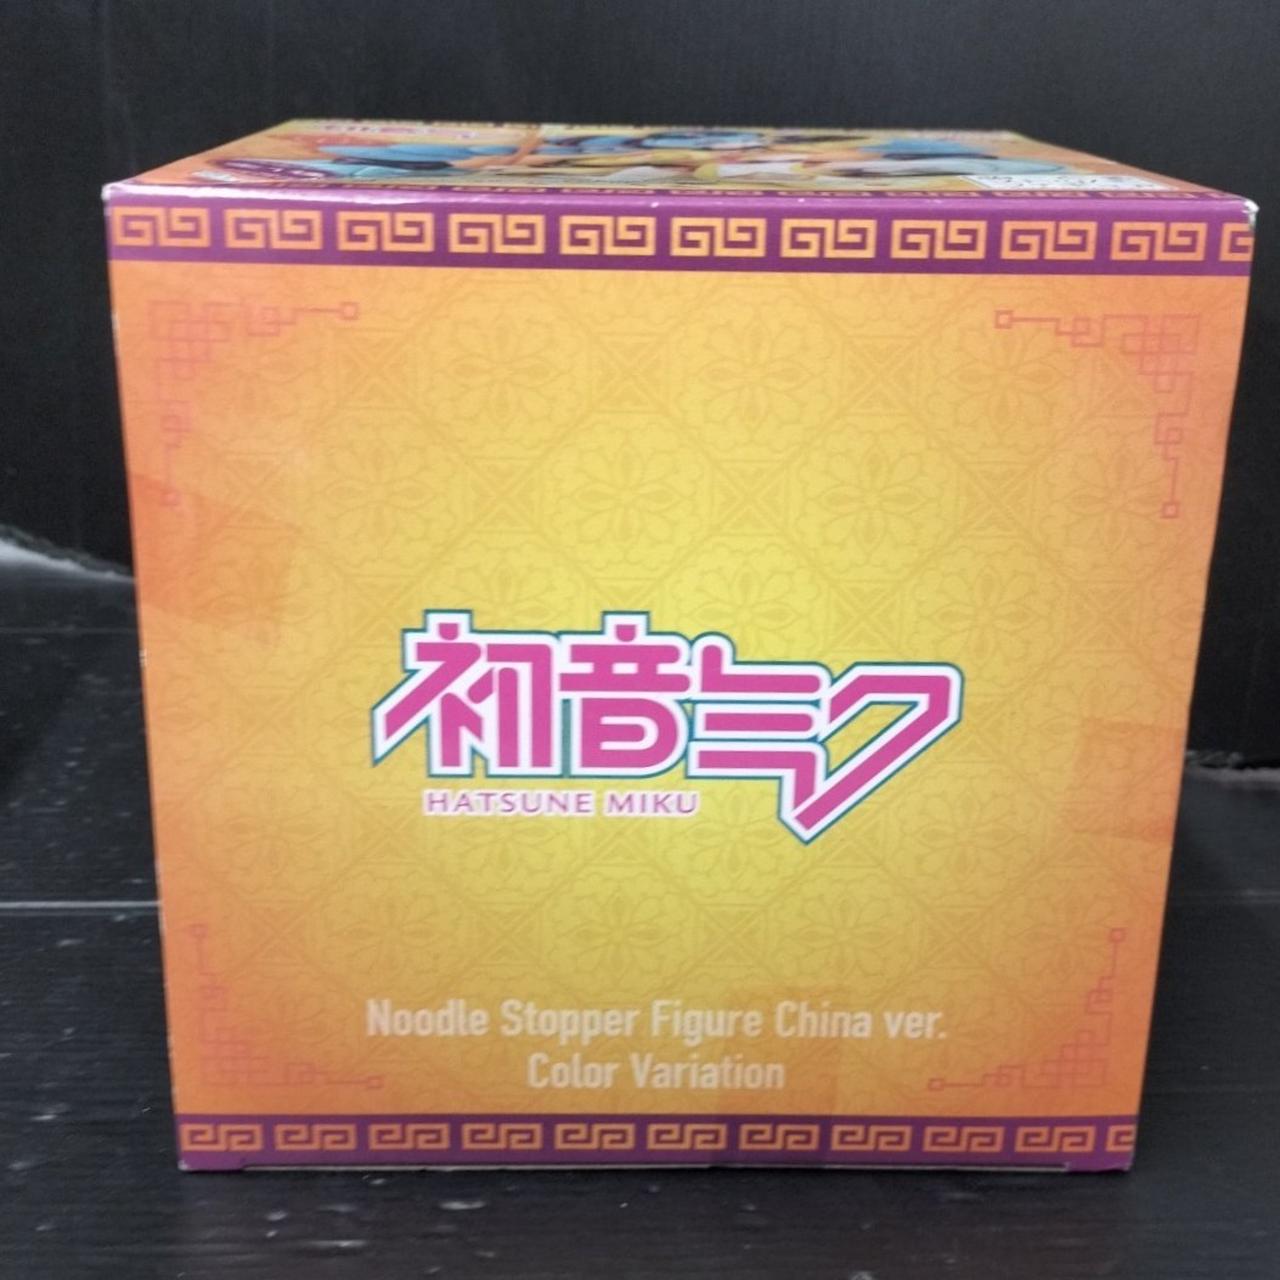 初音ミク
HATSUNE MIKU
Noodle Stopper Figure China ver.
Color Variation